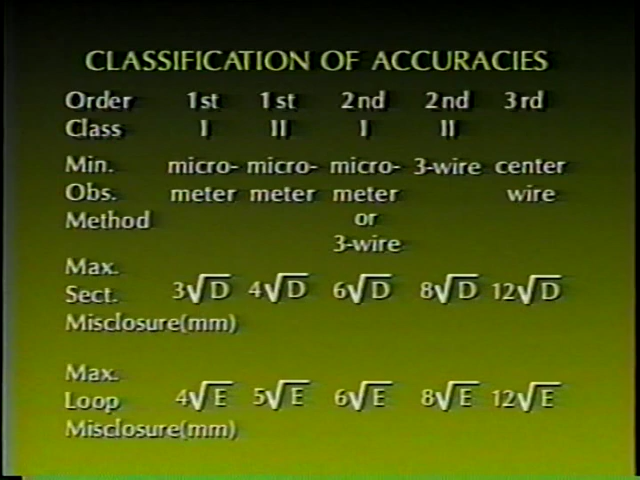 CLASSIFICATION OF ACCURACIES
Order 1st 1st 2nd 2nd 3rd
Class I II I II
Min. micro- micro- micro- 3-wire center
Obs. meter meter meter wire
Method or
3-wire
Max.
Sect. 3√D 4√D 6√D 8√D 12√D
Misclosure(mm)
Max.
Loop 4√E 5√E 6√E 8√E 12√E
Misclosure(mm)